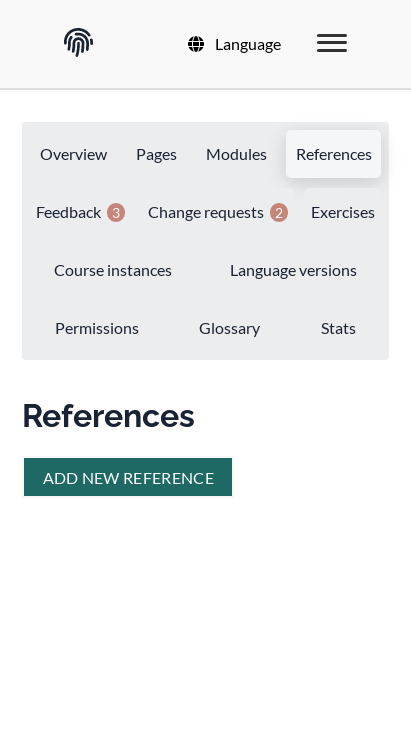 Language
Overview Pages Modules References
Feedback 3 Change requests 2 Exercises
Course instances Language versions
Permissions Glossary Stats
References
ADD NEW REFERENCE